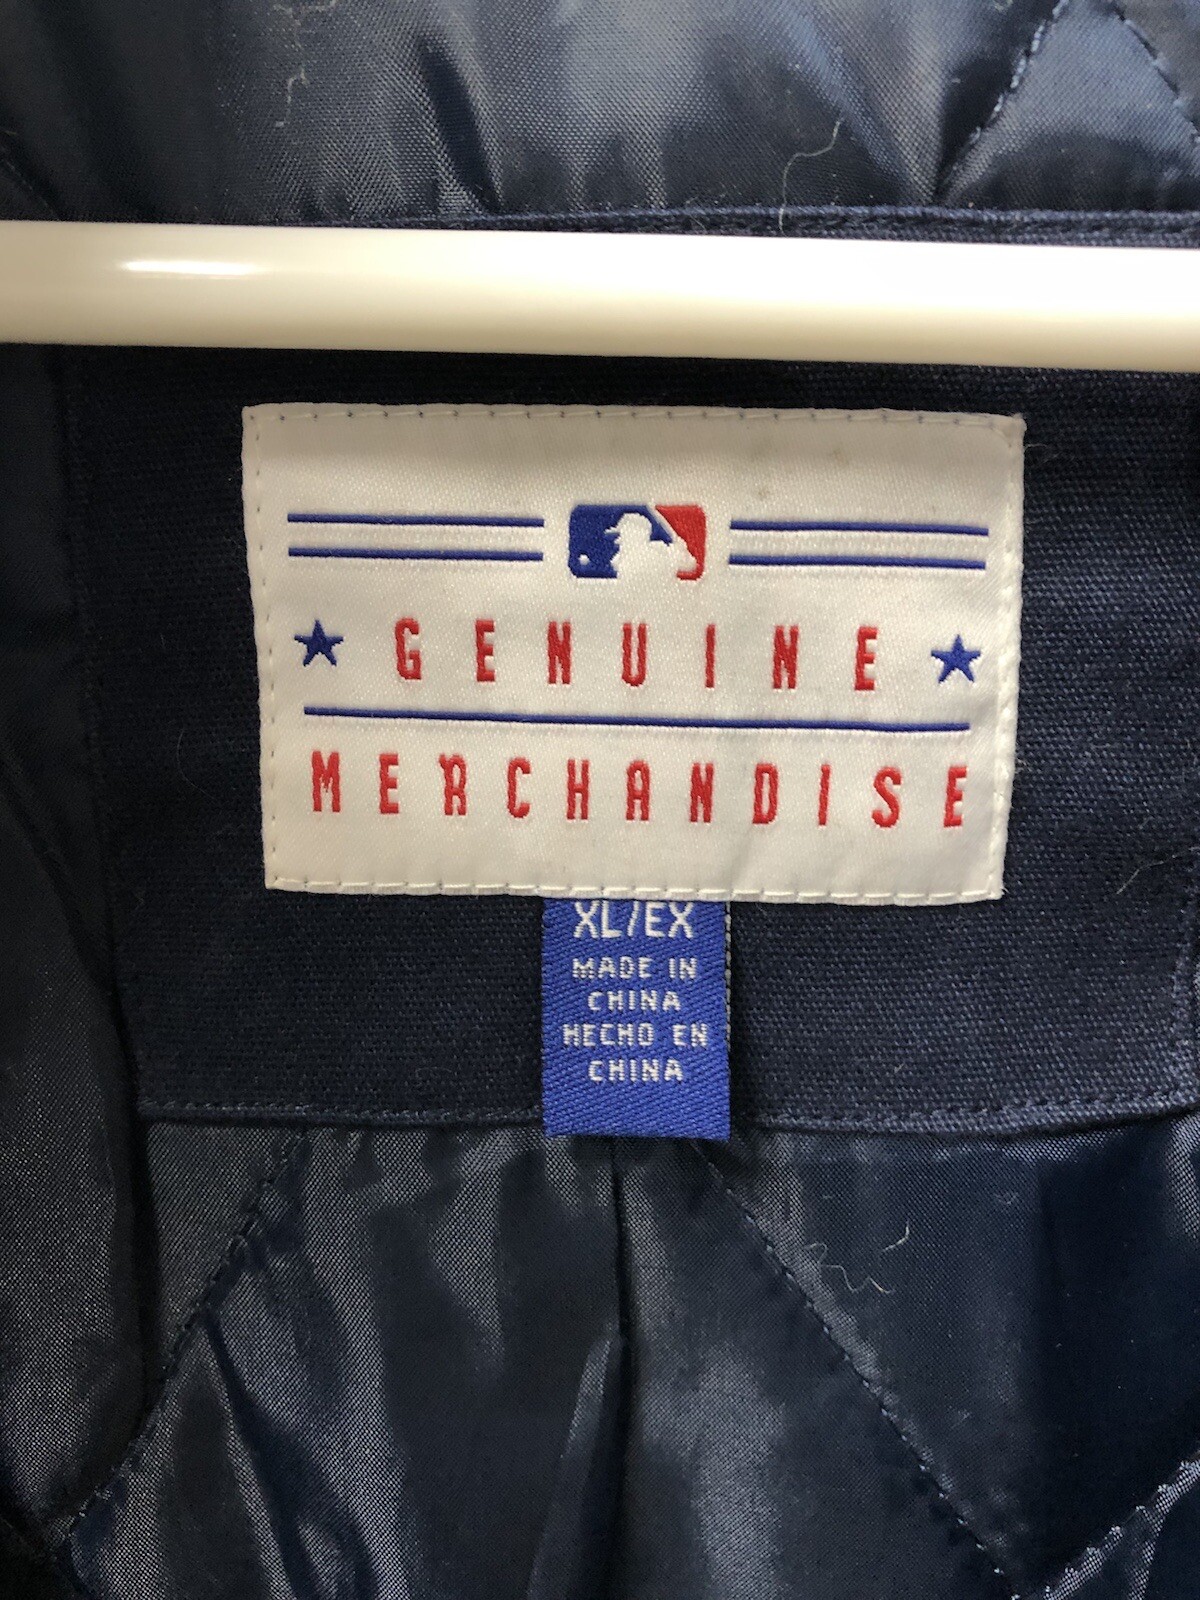 GENUINE
MERCHANDISE
XL/EX
MADE IN
CHINA
HECHO EN
CHINA